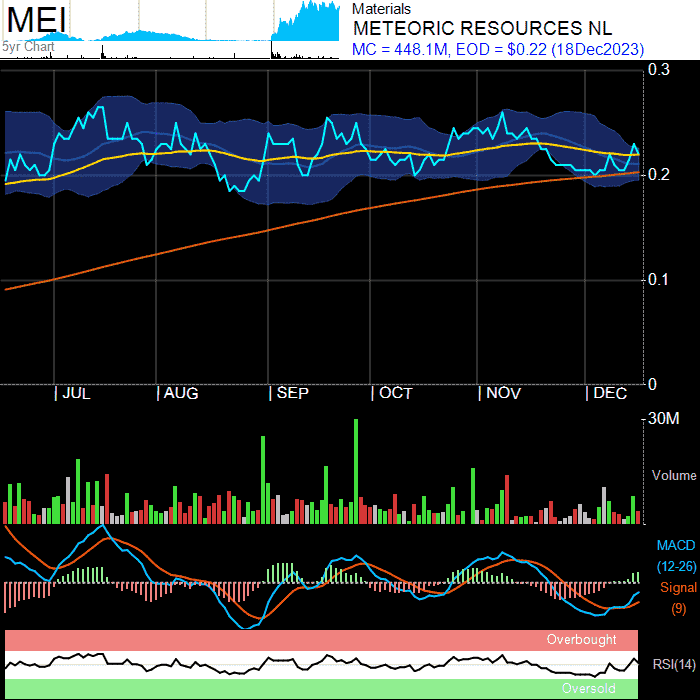 MEI
5yr Chart
Materials
METEORIC RESOURCES NL
MC = 448.1M, EOD = $0.22 (18Dec2023)
0.3
0.2
0.1
0
| JUL | AUG | SEP | OCT | NOV | DEC
30M
Volume
MACD
(12-26)
Signal
(9)
Overbought
RSI(14)
Oversold